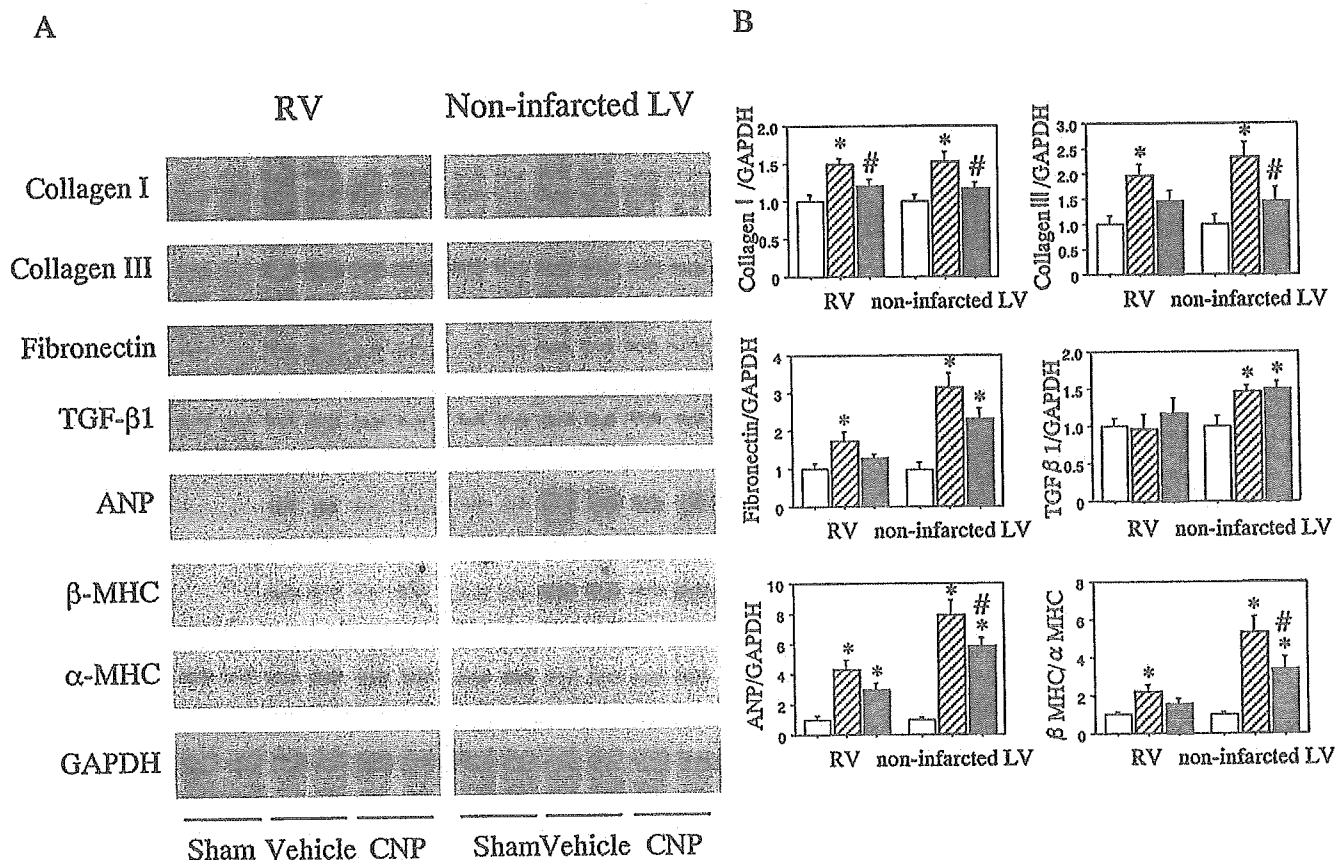 A
RV
Non-infarcted LV
Collagen I
Collagen III
Fibronectin
TGF-β1
ANP
β-MHC
α-MHC
GAPDH
Sham Vehicle CNP
Sham Vehicle CNP
B
Collagen I /GAPDH
2.0
1.5
1.0
0.5
0
* # * #
RV non-infarcted LV
Collagen III/GAPDH
3.0
2.5
2.0
1.5
1.0
0.5
0
* * #
RV non-infarcted LV
Fibronectin/GAPDH
4
3
2
1
0
* * *
RV non-infarcted LV
TGF β 1/GAPDH
2.0
1.5
1.0
0.5
0
* *
RV non-infarcted LV
ANP/GAPDH
10
8
6
4
2
0
* * * # *
RV non-infarcted LV
β MHC/α MHC
8
6
4
2
0
* * # *
RV non-infarcted LV